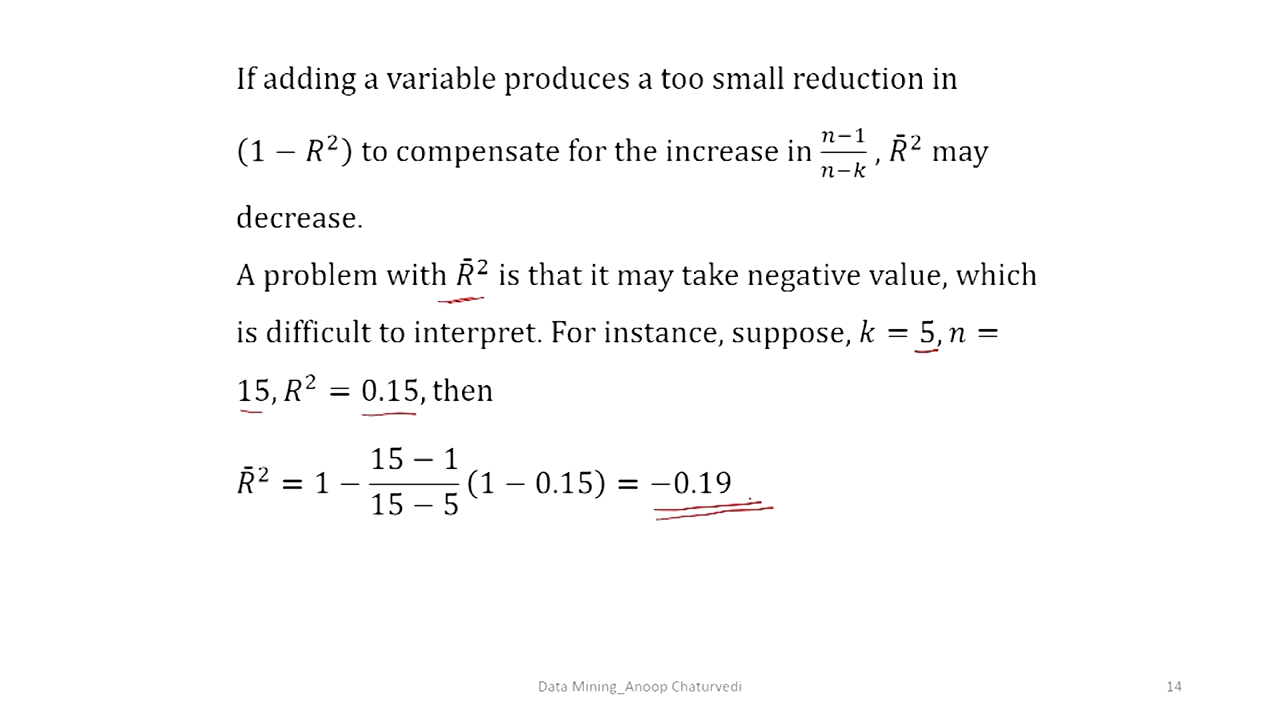 If adding a variable produces a too small reduction in
(1 − R²) to compensate for the increase in \frac{n−1}{n−k}, R̄² may
decrease.
A problem with R̄² is that it may take negative value, which
is difficult to interpret. For instance, suppose, k = 5, n =
15, R² = 0.15, then
R̄² = 1 − \frac{15 − 1}{15 − 5}(1 − 0.15) = −0.19
Data Mining_Anoop Chaturvedi
14